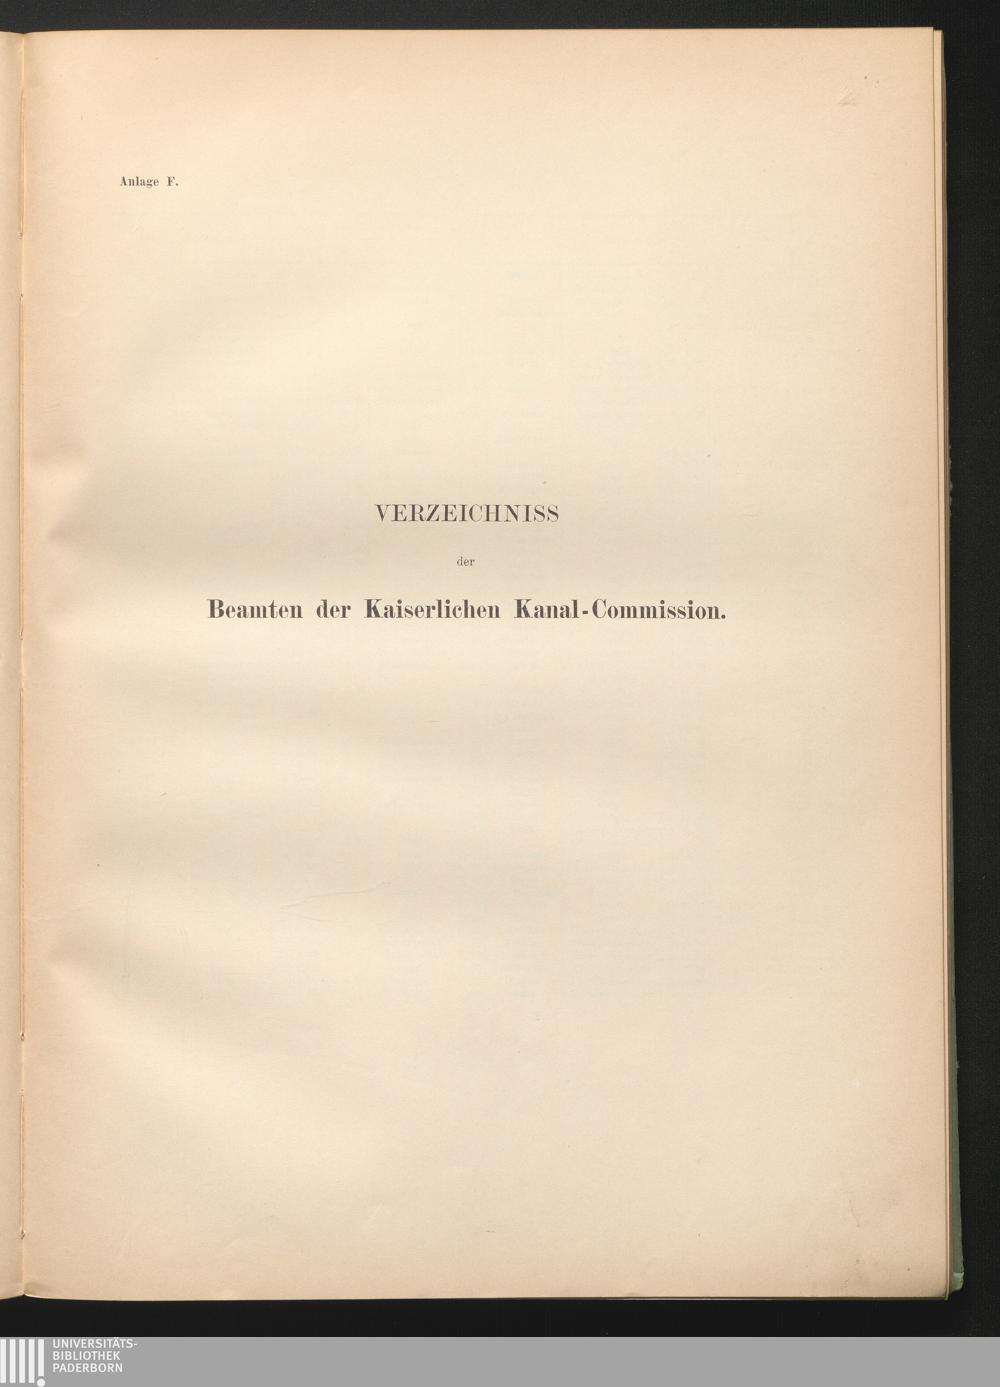 Anlage F.
VERZEICHNISS
der
Beamten der Kaiserlichen Kanal-Commission.
UNIVERSITÄTS-
BIBLIOTHEK
PADERBORN